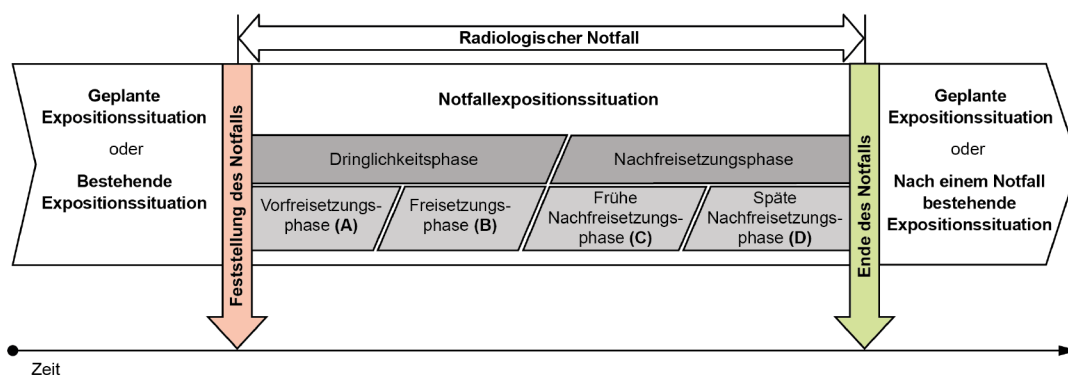 Radiologischer Notfall
Geplante
Expositionssituation
oder
Bestehende
Expositionssituation
Feststellung des Notfalls
Notfallexpositionssituation
Dringlichkeitsphase
Nachfreisetzungsphase
Vorfreisetzungs-
phase (A)
Freisetzungs-
phase (B)
Frühe
Nachfreisetzungs-
phase (C)
Späte
Nachfreisetzungs-
phase (D)
Ende des Notfalls
Geplante
Expositionssituation
oder
Nach einem Notfall
bestehende
Expositionssituation
Zeit